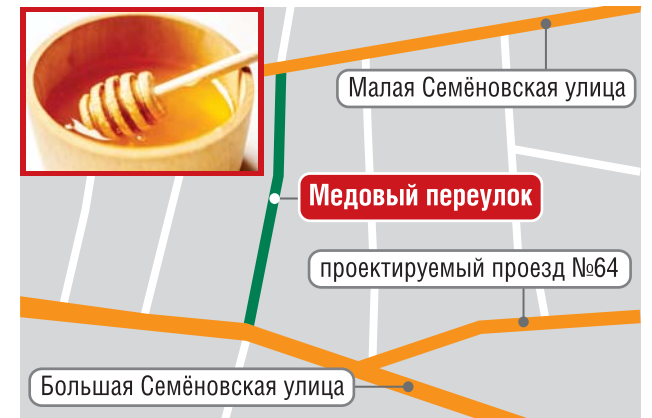 Малая Семёновская улица
Медовый переулок
проектируемый проезд №64
Большая Семёновская улица